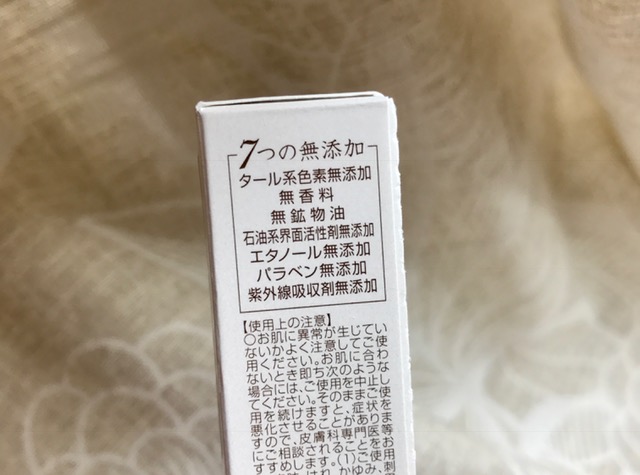 7つの無添加
タール系色素無添加
無香料
無鉱物油
石油系界面活性剤無添加
エタノール無添加
パラベン無添加
紫外線吸収剤無添加
【使用上の注意】
○お肌に異常が生じてい
ないかよく注意してご使
用ください。お肌に合わ
ないとき即ち次のような
場合には、ご使用を中止し
てください。そのままご使
用を続けますと、症状を
悪化させることがありま
すので、皮膚科専門医等
にご相談されることをお
すすめします。(1)ご使用